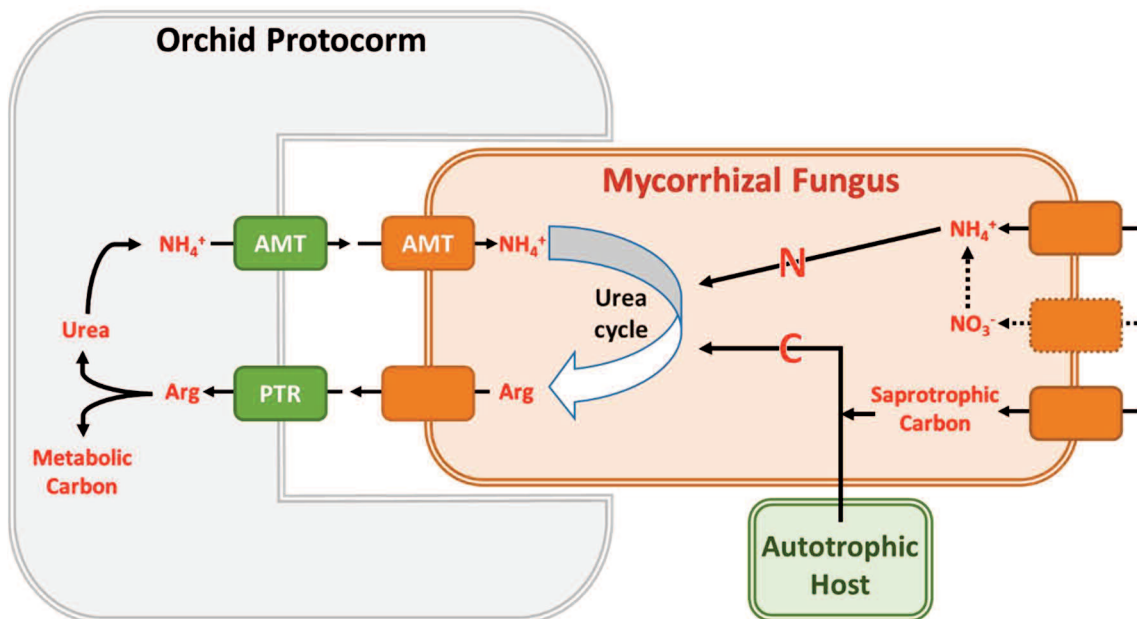 Orchid Protocorm
Mycorrhizal Fungus
NH₄⁺
AMT
AMT
NH₄⁺
N
NH₄⁺
Urea
cycle
Urea
NO₃⁻
C
Arg
PTR
Arg
Saprotrophic
Carbon
Metabolic
Carbon
Autotrophic
Host